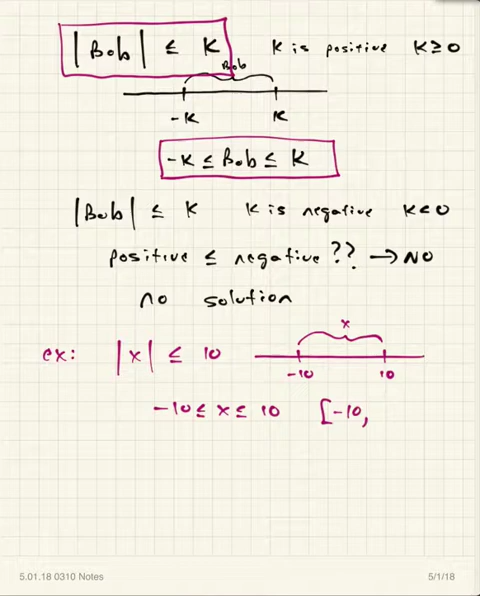 |Bob| ≤ K K is positive K≥0
Bob
-K K
-K ≤ Bob ≤ K
|Bob| ≤ K K is negative K<0
positive ≤ negative?? → NO
no solution
ex: |x| ≤ 10
x
-10 10
-10 ≤ x ≤ 10 [-10,
5.01.18 0310 Notes 5/1/18